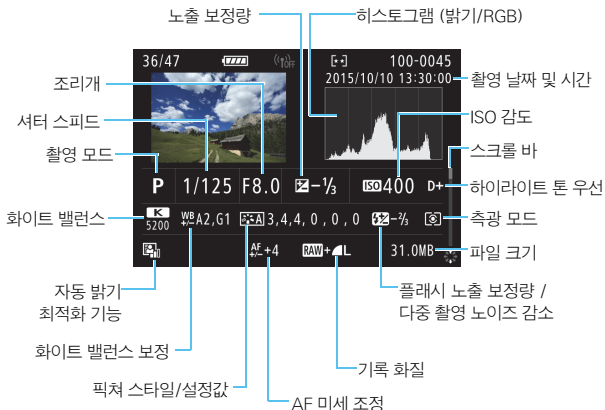 노출 보정량
히스토그램 (밝기/RGB)
36/47
((ᴵ)) OFF
100-0045
2015/10/10 13:30:00
촬영 날짜 및 시간
조리개
ISO 감도
셔터 스피드
스크롤 바
촬영 모드
P 1/125 F8.0 -⅓ ISO 400 D+
하이라이트 톤 우선
화이트 밸런스
K 5200 WB +/- A2,G1 A 3,4,4, 0 , 0 , 0 -⅔
측광 모드
AF +/- +4 RAW+L 31.0MB
파일 크기
자동 밝기
최적화 기능
플래시 노출 보정량 /
다중 촬영 노이즈 감소
화이트 밸런스 보정
기록 화질
픽쳐 스타일/설정값
AF 미세 조정